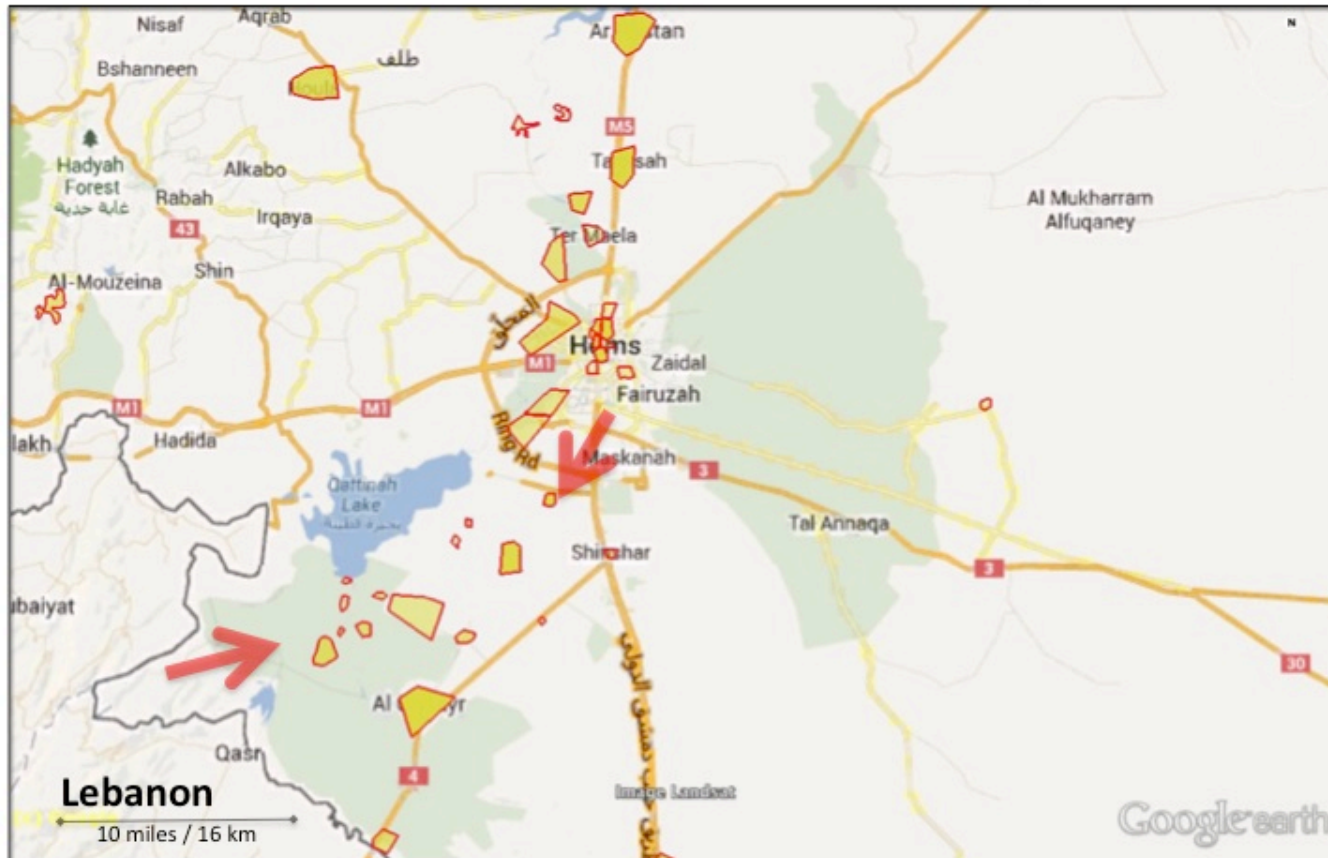 Nisaf
Aqrab
طلف
Bshanneen
N
M5
Hadyah
Forest
غابة حدية
Alkabo
Rabah
Irqaya
43
Al Mukharram
Alfuqaney
Ter Maela
Shin
Al-Mouzeina
المحلّق
Homs
M1
Zaidal
Fairuzah
M1
M1
lakh
Hadida
Ring Rd
Maskanah
3
Qattinah
Lake
بحيرة قطينة
Tal Annaqa
Shinshar
3
ubaiyat
30
Qasr
4
Lebanon
10 miles / 16 km
Image Landsat
Google earth